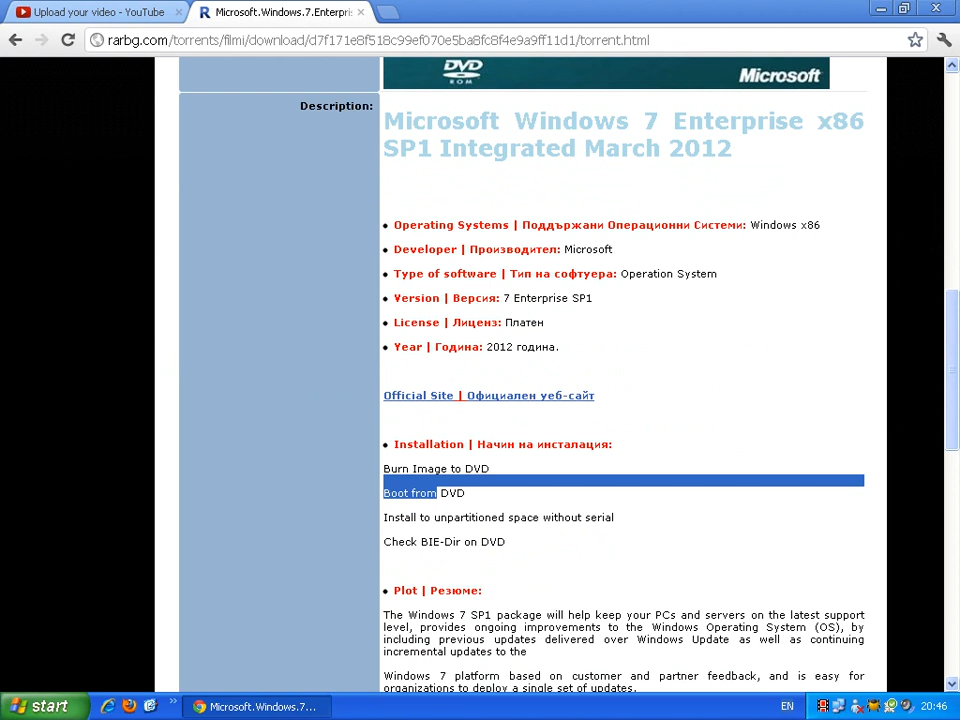 Upload your video - YouTube
Microsoft.Windows.7.Enterpri
rarbg.com/torrents/filmi/download/d7f171e8f518c99ef070e5ba8fc8f4e9a9ff11d1/torrent.html
DVD
ROM
Microsoft
Description:
Microsoft Windows 7 Enterprise x86
SP1 Integrated March 2012
Operating Systems | Поддържани Операционни Системи: Windows x86
Developer | Производител: Microsoft
Type of software | Тип на софтуера: Operation System
Version | Версия: 7 Enterprise SP1
License | Лиценз: Платен
Year | Година: 2012 година.
Official Site | Официален уеб-сайт
Installation | Начин на инсталация:
Burn Image to DVD
Boot from DVD
Install to unpartitioned space without serial
Check BIE-Dir on DVD
Plot | Резюме:
The Windows 7 SP1 package will help keep your PCs and servers on the latest support
level, provides ongoing improvements to the Windows Operating System (OS), by
including previous updates delivered over Windows Update as well as continuing
incremental updates to the
Windows 7 platform based on customer and partner feedback, and is easy for
organizations to deploy a single set of updates.
start
Microsoft.Windows.7...
EN
20:46